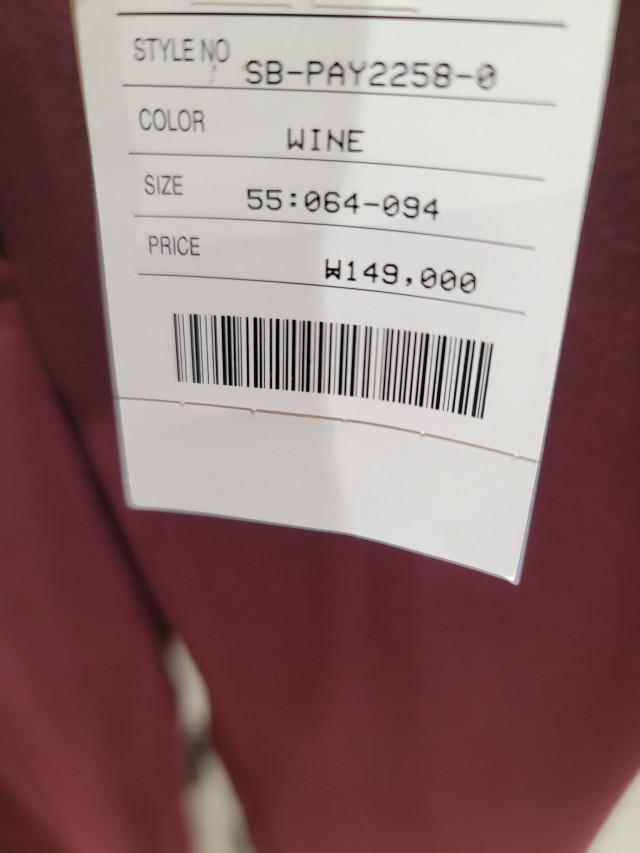 STYLE NO SB-PAY2258-0
COLOR WINE
SIZE 55:064-094
PRICE ₩149,000